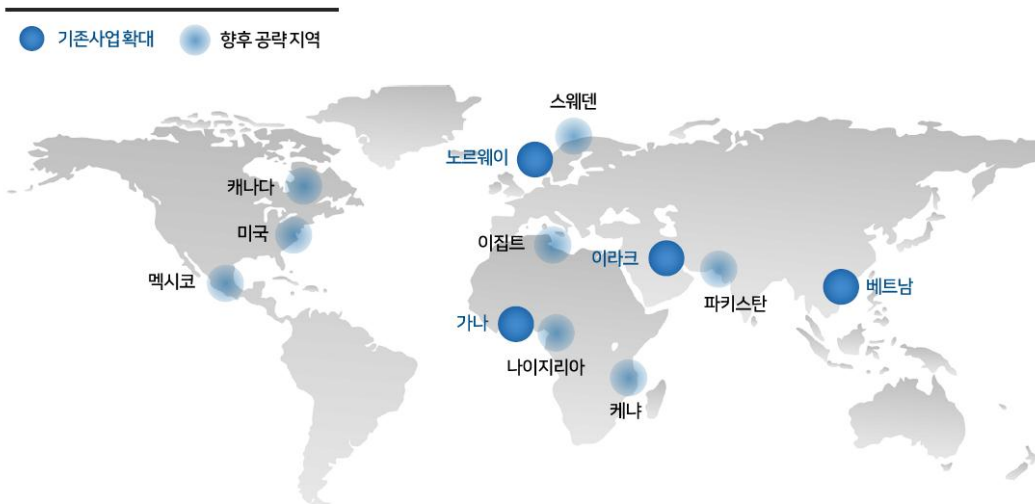 기존사업 확대
향후 공략 지역
스웨덴
노르웨이
캐나다
미국
이집트
이라크
멕시코
파키스탄
베트남
가나
나이지리아
케냐